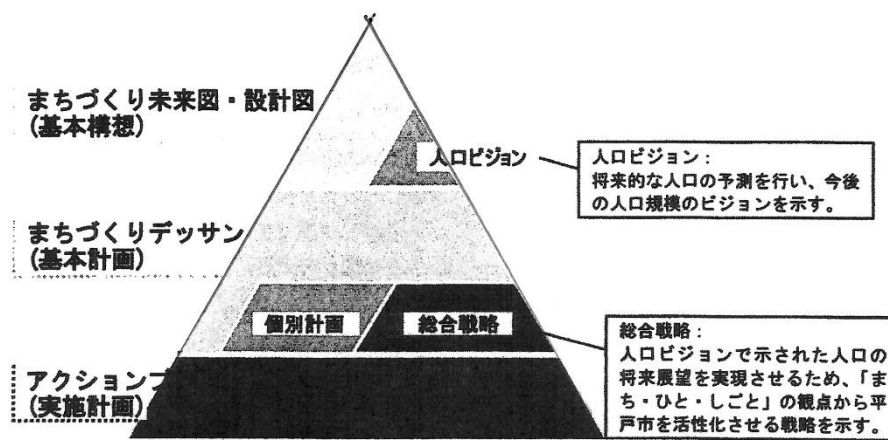 まちづくり未来図・設計図
(基本構想)
人口ビジョン
人口ビジョン：
将来的な人口の予測を行い、今後
の人口規模のビジョンを示す。
まちづくりデッサン
(基本計画)
個別計画
総合戦略
総合戦略：
人口ビジョンで示された人口の
将来展望を実現させるため、「ま
ち・ひと・しごと」の観点から平
戸市を活性化させる戦略を示す。
アクション
(実施計画)